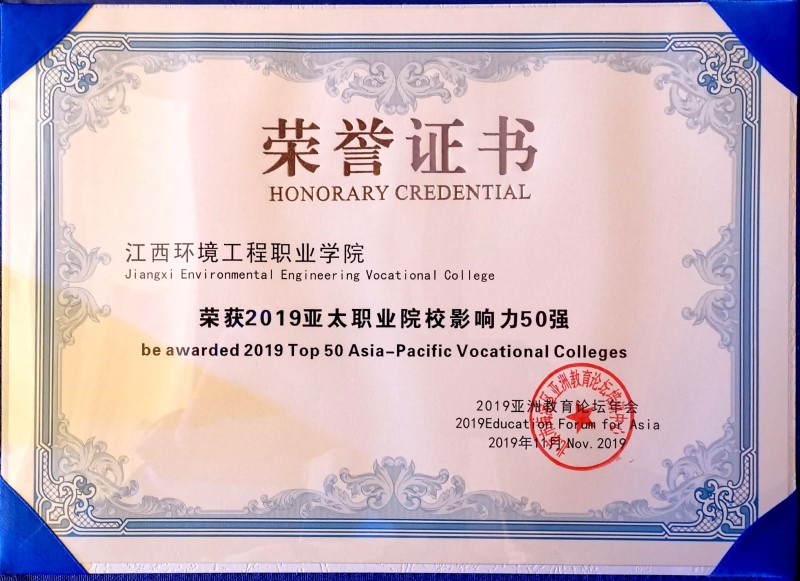 荣誉证书
HONORARY CREDENTIAL
江西环境工程职业学院
Jiangxi Environmental Engineering Vocational College
荣获2019亚太职业院校影响力50强
be awarded 2019 Top 50 Asia-Pacific Vocational Colleges
2019亚洲教育论坛年会
2019Education Forum for Asia
2019年11月 Nov. 2019